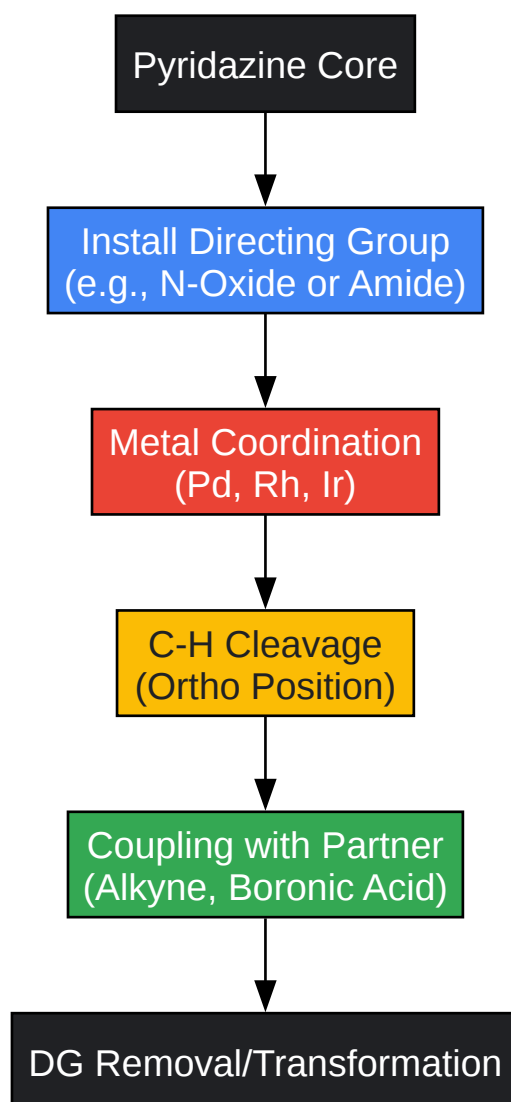 Pyridazine Core
Install Directing Group
(e.g., N-Oxide or Amide)
Metal Coordination
(Pd, Rh, Ir)
C-H Cleavage
(Ortho Position)
Coupling with Partner
(Alkyne, Boronic Acid)
DG Removal/Transformation